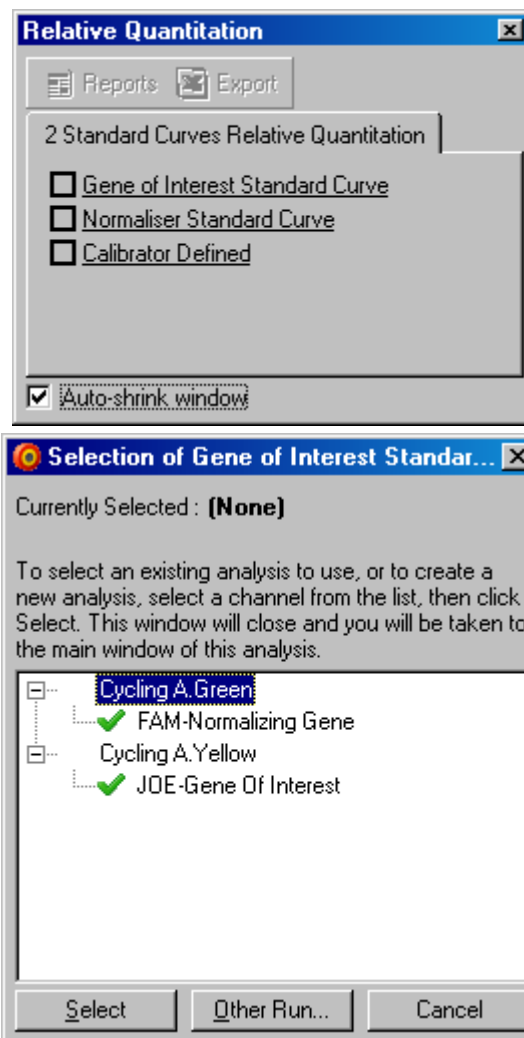 Relative Quantitation
Reports Export
2 Standard Curves Relative Quantitation
Gene of Interest Standard Curve
Normaliser Standard Curve
Calibrator Defined
Auto-shrink window
Selection of Gene of Interest Standar...
Currently Selected : (None)
To select an existing analysis to use, or to create a
new analysis, select a channel from the list, then click
Select. This window will close and you will be taken to
the main window of this analysis.
Cycling A.Green
FAM-Normalizing Gene
Cycling A.Yellow
JOE-Gene Of Interest
Select Other Run... Cancel